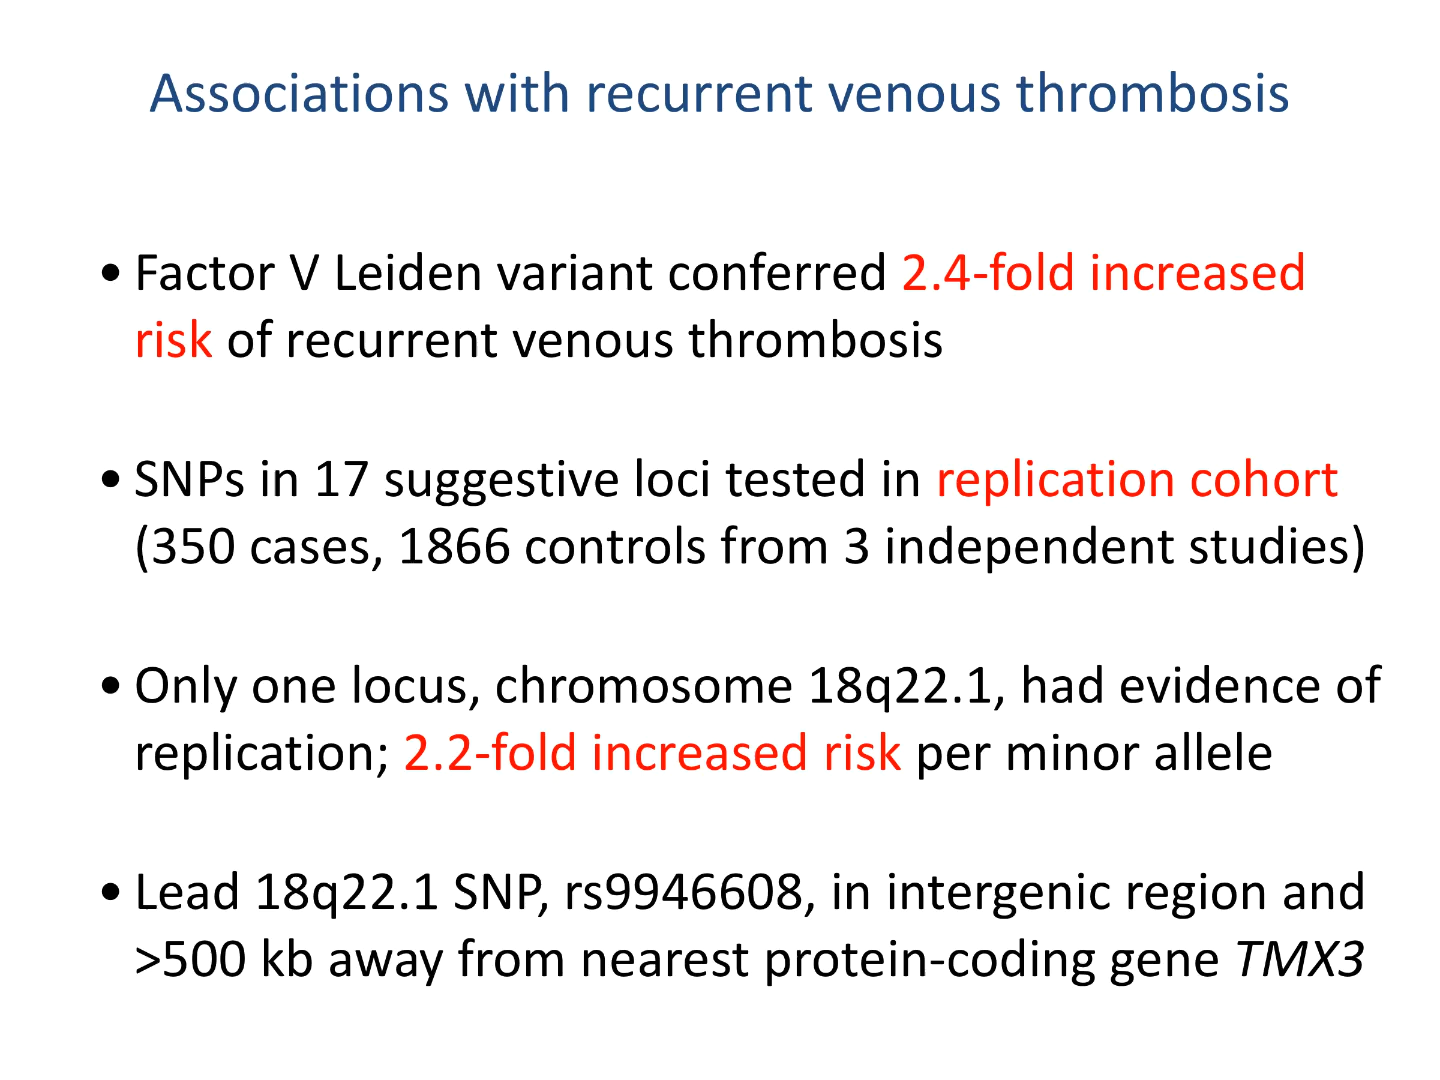 Associations with recurrent venous thrombosis
• Factor V Leiden variant conferred 2.4-fold increased
risk of recurrent venous thrombosis
• SNPs in 17 suggestive loci tested in replication cohort
(350 cases, 1866 controls from 3 independent studies)
• Only one locus, chromosome 18q22.1, had evidence of
replication; 2.2-fold increased risk per minor allele
• Lead 18q22.1 SNP, rs9946608, in intergenic region and
>500 kb away from nearest protein-coding gene TMX3